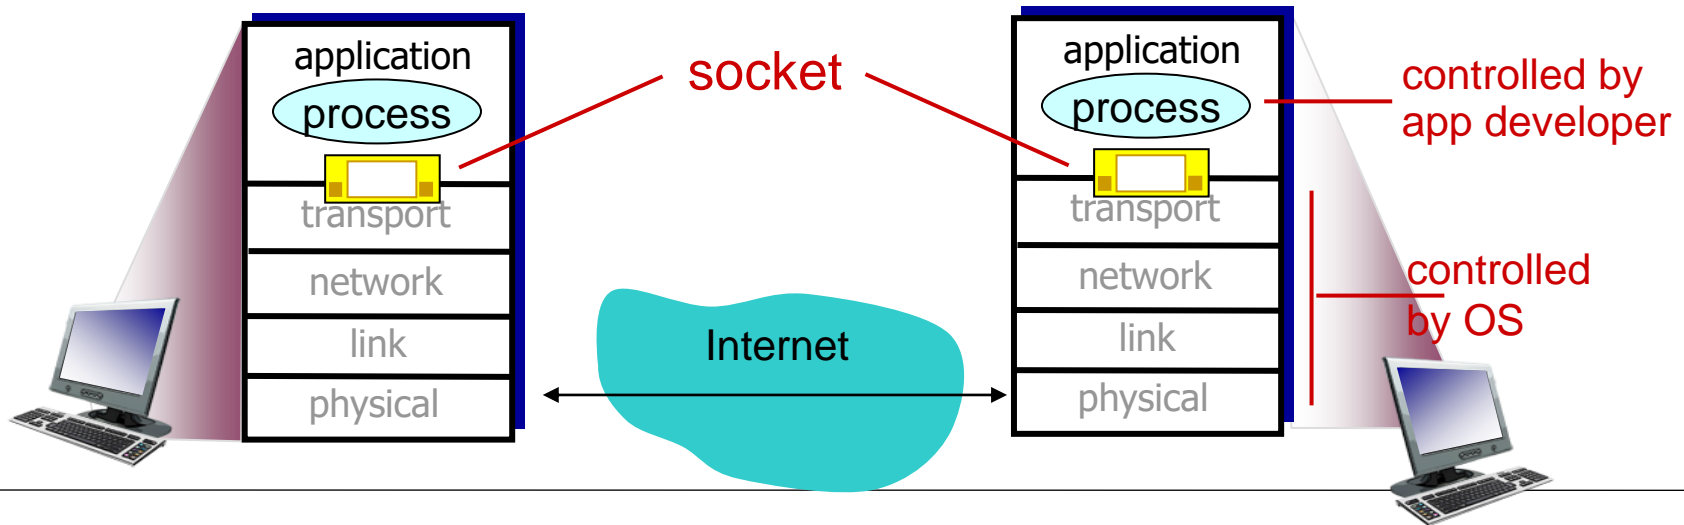 application
process
transport
network
link
physical
socket
Internet
application
process
transport
network
link
physical
controlled by
app developer
controlled
by OS